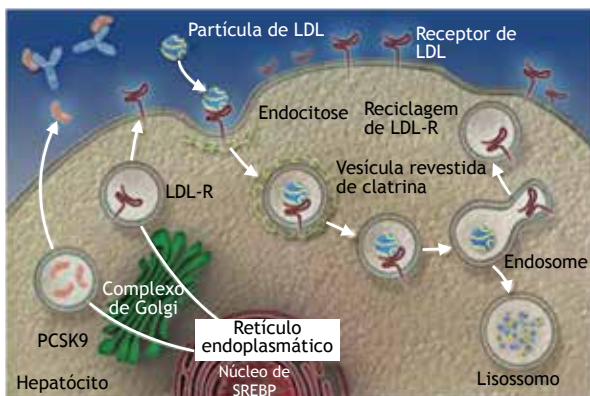 Partícula de LDL
Receptor de
LDL
Endocitose
Reciclagem
de LDL-R
Vesícula revestida
de clatrina
LDL-R
Endosome
Complexo
de Golgi
PCSK9
Retículo
endoplasmático
Núcleo de
SREBP
Hepatócito
Lisossomo